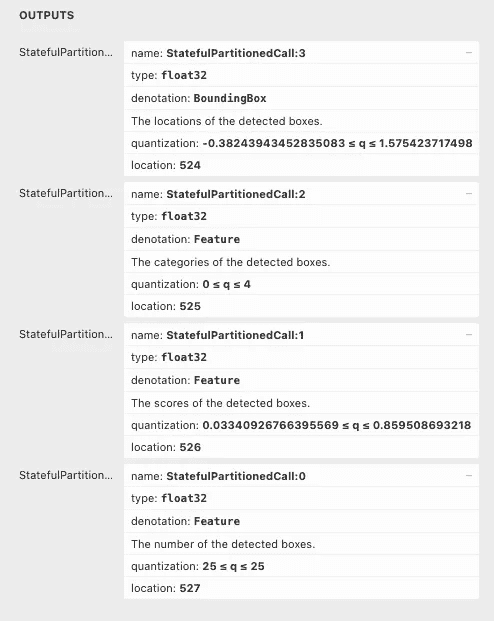 OUTPUTS
StatefulPartition... name: StatefulPartitionedCall:3 –
type: float32
denotation: BoundingBox
The locations of the detected boxes.
quantization: -0.38243943452835083 ≤ q ≤ 1.575423717498
location: 524
StatefulPartition... name: StatefulPartitionedCall:2 –
type: float32
denotation: Feature
The categories of the detected boxes.
quantization: 0 ≤ q ≤ 4
location: 525
StatefulPartition... name: StatefulPartitionedCall:1 –
type: float32
denotation: Feature
The scores of the detected boxes.
quantization: 0.03340926766395569 ≤ q ≤ 0.859508693218
location: 526
StatefulPartition... name: StatefulPartitionedCall:0 –
type: float32
denotation: Feature
The number of the detected boxes.
quantization: 25 ≤ q ≤ 25
location: 527